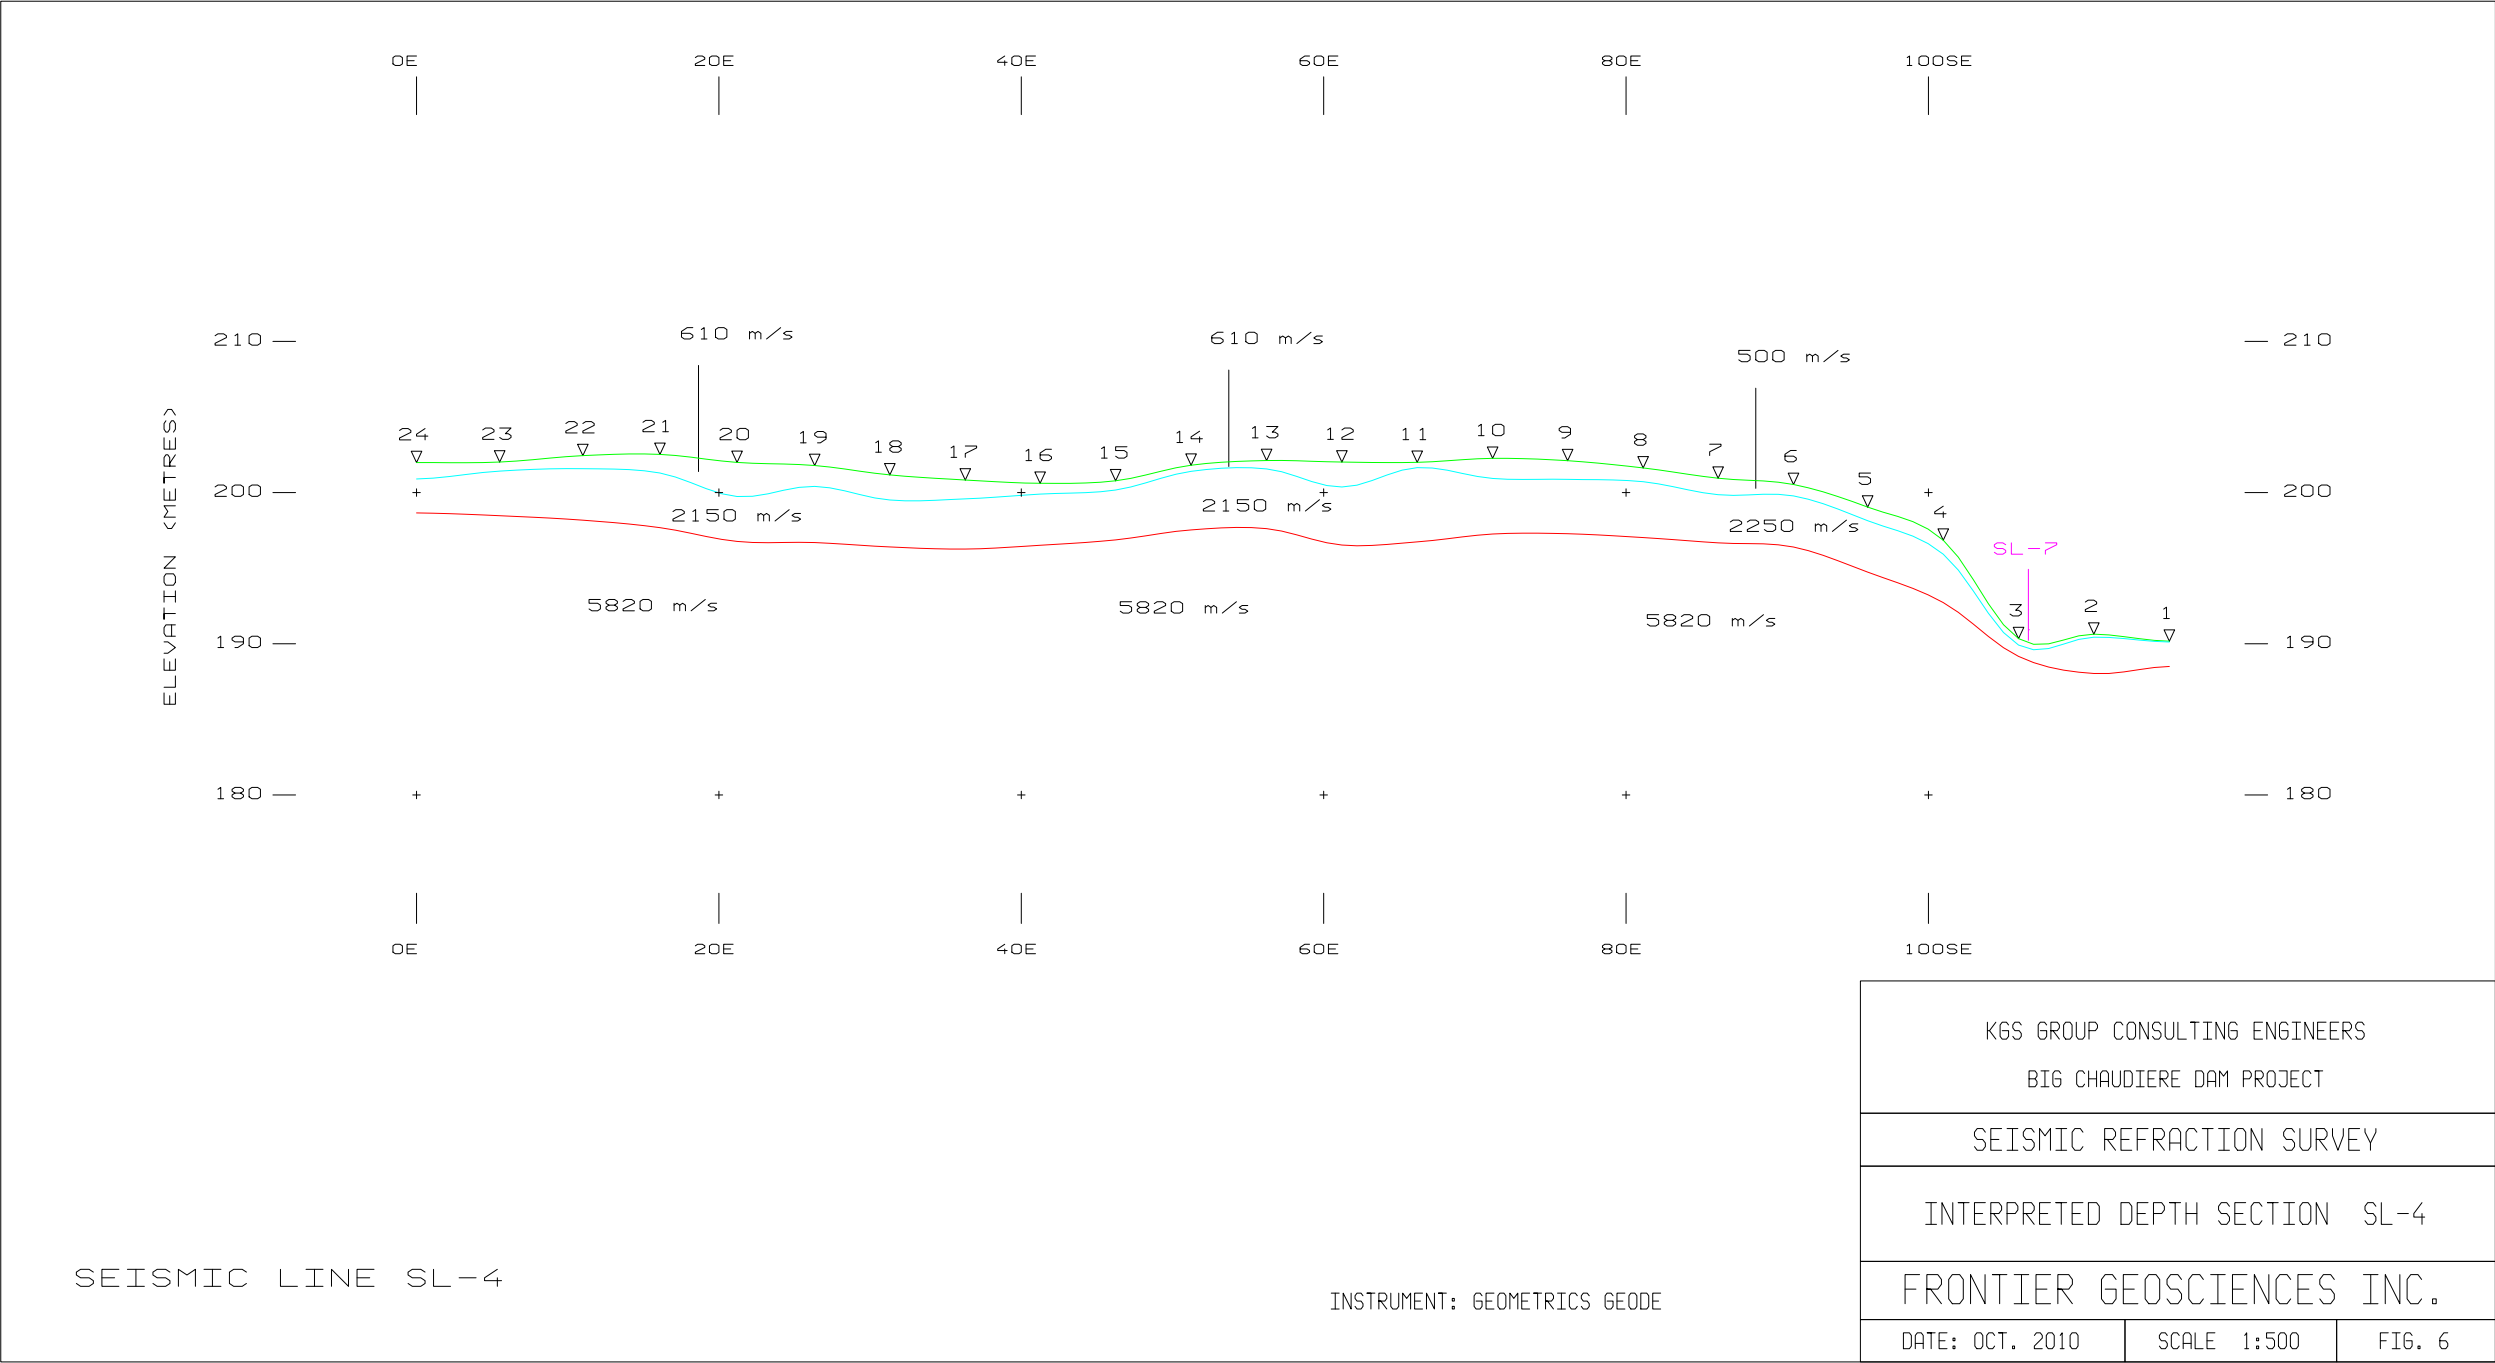 0E 20E 40E 60E 80E 100SE
610 m/s 610 m/s 500 m/s
210 210
24 23 22 21 20 19 18 17 16 15 14 13 12 11 10 9 8 7 6 5 4 3 2 1
200 200
2150 m/s 2150 m/s 2250 m/s
SL-7
5820 m/s 5820 m/s 5820 m/s
190 190
180 180
ELEVATION (METRES)
0E 20E 40E 60E 80E 100SE
KGS GROUP CONSULTING ENGINEERS
BIG CHAUDIERE DAM PROJECT
SEISMIC REFRACTION SURVEY
INTERPRETED DEPTH SECTION SL-4
FRONTIER GEOSCIENCES INC.
DATE: OCT. 2010 SCALE 1:500 FIG. 6
SEISMIC LINE SL-4
INSTRUMENT: GEOMETRICS GEODE